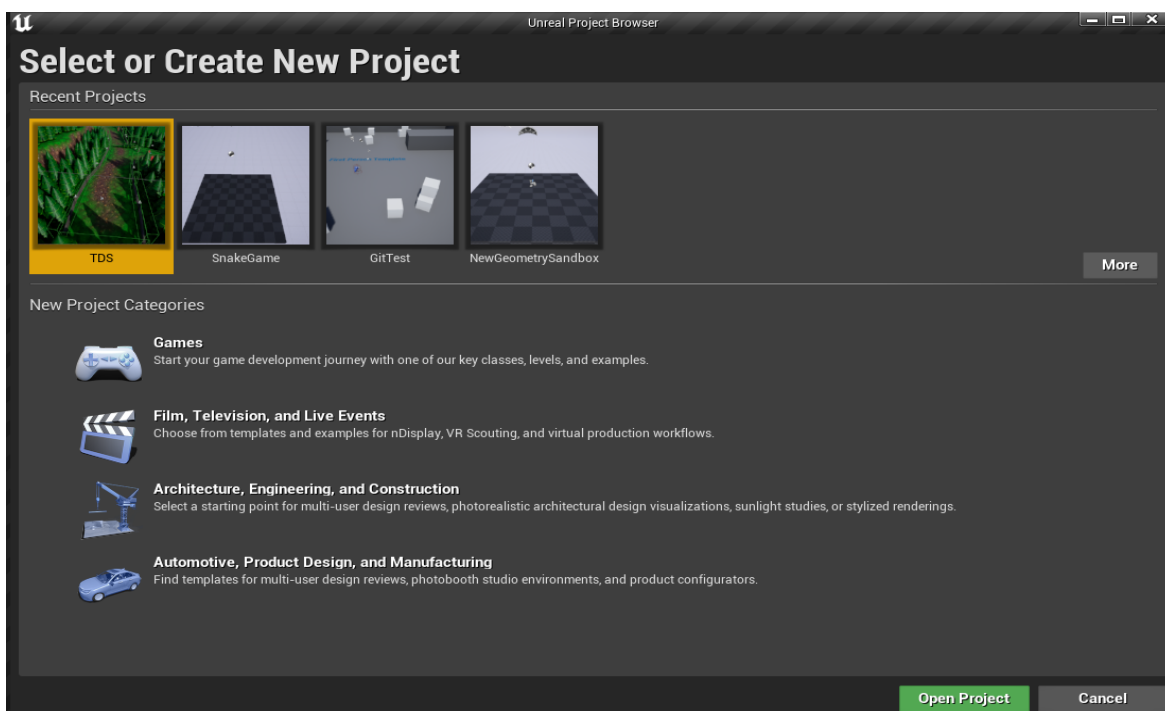 Unreal Project Browser
Select or Create New Project
Recent Projects
TDS
SnakeGame
GitTest
NewGeometrySandbox
More
New Project Categories
Games
Start your game development journey with one of our key classes, levels, and examples.
Film, Television, and Live Events
Choose from templates and examples for nDisplay, VR Scouting, and virtual production workflows.
Architecture, Engineering, and Construction
Select a starting point for multi-user design reviews, photorealistic architectural design visualizations, sunlight studies, or stylized renderings.
Automotive, Product Design, and Manufacturing
Find templates for multi-user design reviews, photobooth studio environments, and product configurators.
Open Project
Cancel